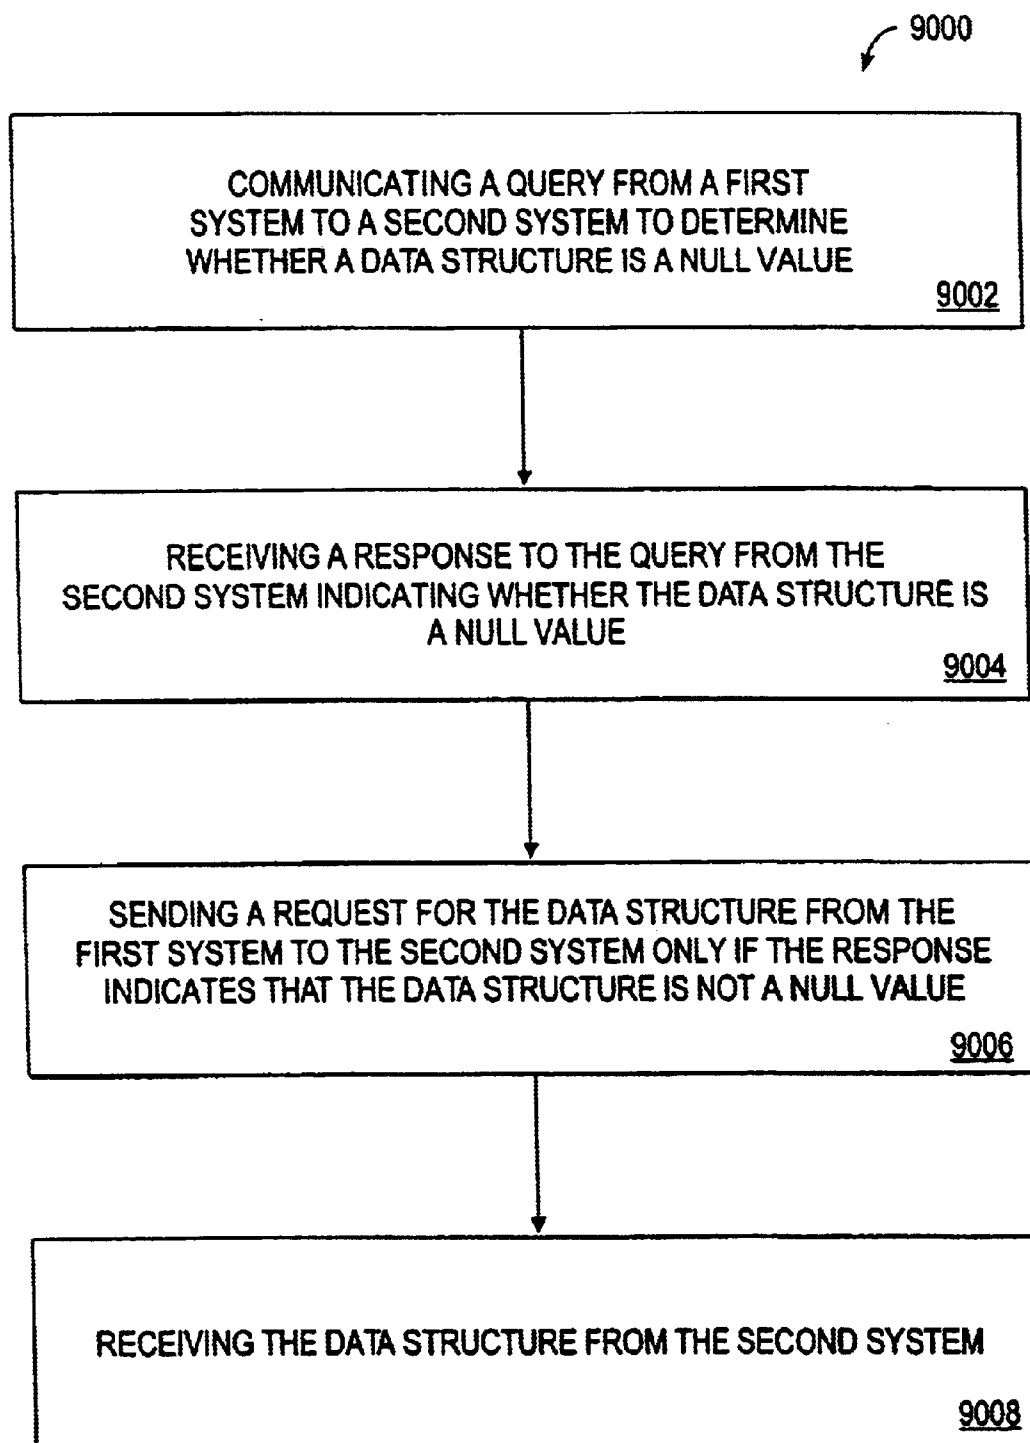 9000
COMMUNICATING A QUERY FROM A FIRST
SYSTEM TO A SECOND SYSTEM TO DETERMINE
WHETHER A DATA STRUCTURE IS A NULL VALUE
9002
RECEIVING A RESPONSE TO THE QUERY FROM THE
SECOND SYSTEM INDICATING WHETHER THE DATA STRUCTURE IS
A NULL VALUE
9004
SENDING A REQUEST FOR THE DATA STRUCTURE FROM THE
FIRST SYSTEM TO THE SECOND SYSTEM ONLY IF THE RESPONSE
INDICATES THAT THE DATA STRUCTURE IS NOT A NULL VALUE
9006
RECEIVING THE DATA STRUCTURE FROM THE SECOND SYSTEM
9008